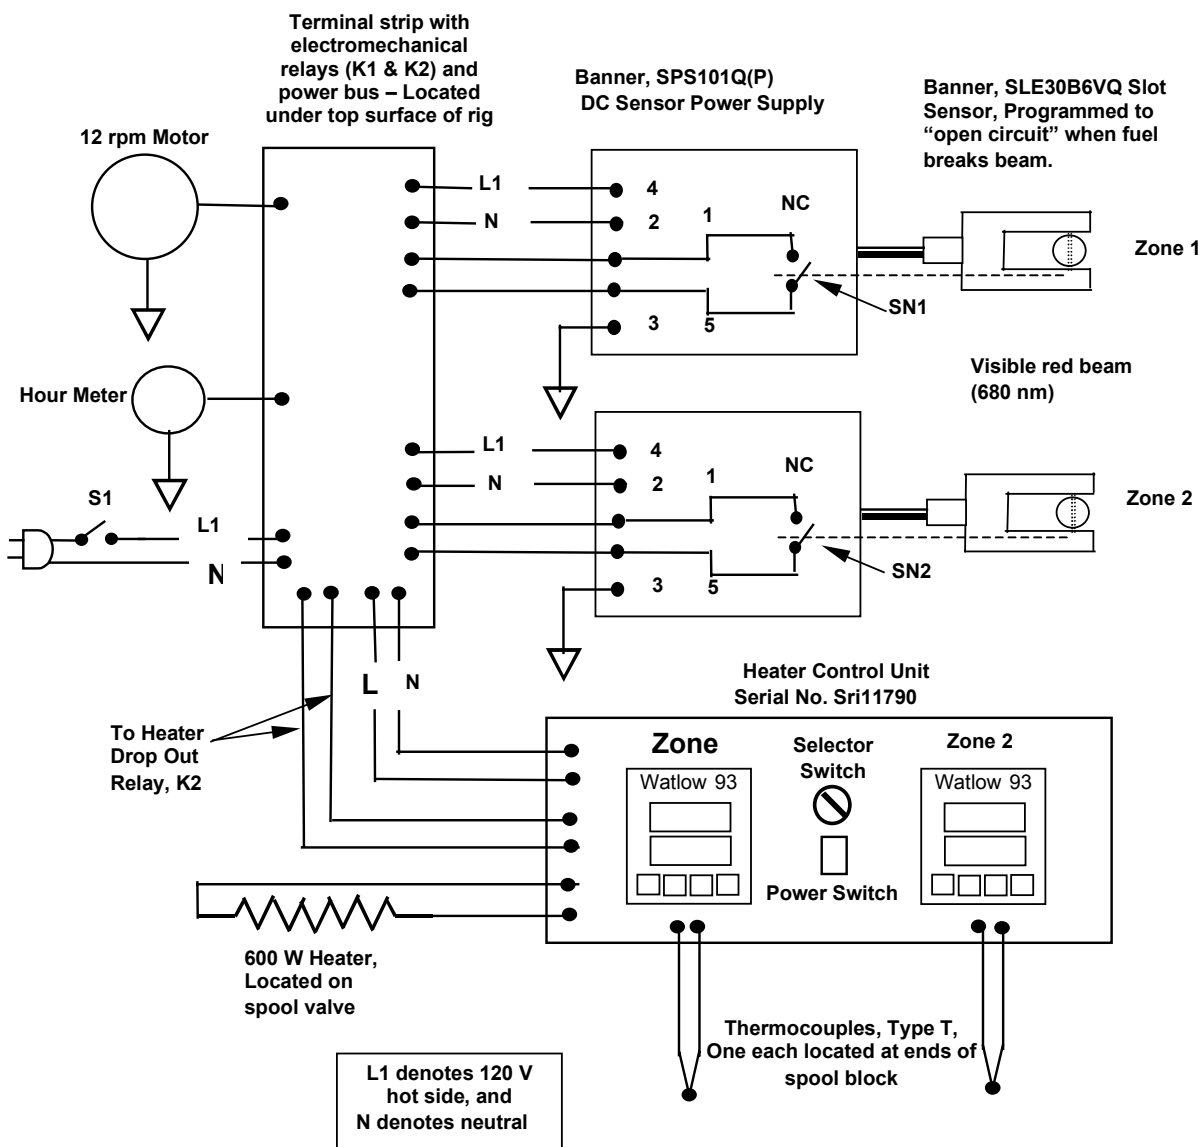 Terminal strip with
electromechanical
relays (K1 & K2) and
power bus – Located
under top surface of rig
Banner, SPS101Q(P)
DC Sensor Power Supply
Banner, SLE30B6VQ Slot
Sensor, Programmed to
“open circuit” when fuel
breaks beam.
12 rpm Motor
L1
N
4
2
1
NC
3
5
SN1
Zone 1
Visible red beam
(680 nm)
Hour Meter
L1
N
4
2
1
NC
3
5
SN2
Zone 2
S1
L1
N
L
N
To Heater
Drop Out
Relay, K2
Heater Control Unit
Serial No. Sri11790
Zone
Selector
Switch
Zone 2
Watlow 93
Watlow 93
Power Switch
600 W Heater,
Located on
spool valve
Thermocouples, Type T,
One each located at ends of
spool block
L1 denotes 120 V
hot side, and
N denotes neutral